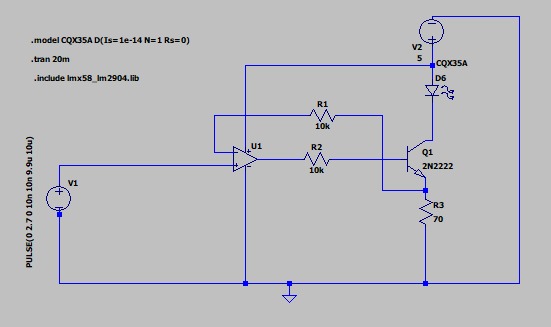 .model CQX35A D(Is=1e-14 N=1 Rs=0)
.tran 20m
.include lmx58_lm2904.lib
V2
5
CQX35A
D6
R1
10k
U1
R2
10k
Q1
2N2222
V1
R3
70
PULSE(0 2.7 0 10n 10n 9.9u 10u)